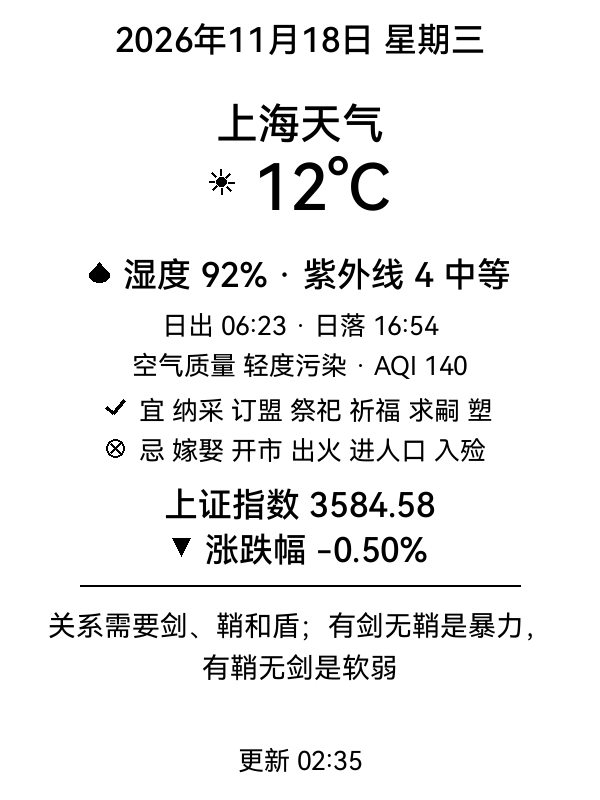 2026年11月18日 星期三
上海天气
12°C
湿度 92% · 紫外线 4 中等
日出 06:23 · 日落 16:54
空气质量 轻度污染 · AQI 140
宜 纳采 订盟 祭祀 祈福 求嗣 塑
忌 嫁娶 开市 出火 进人口 入殓
上证指数 3584.58
▼ 涨跌幅 -0.50%
关系需要剑、鞘和盾；有剑无鞘是暴力，
有鞘无剑是软弱
更新 02:35